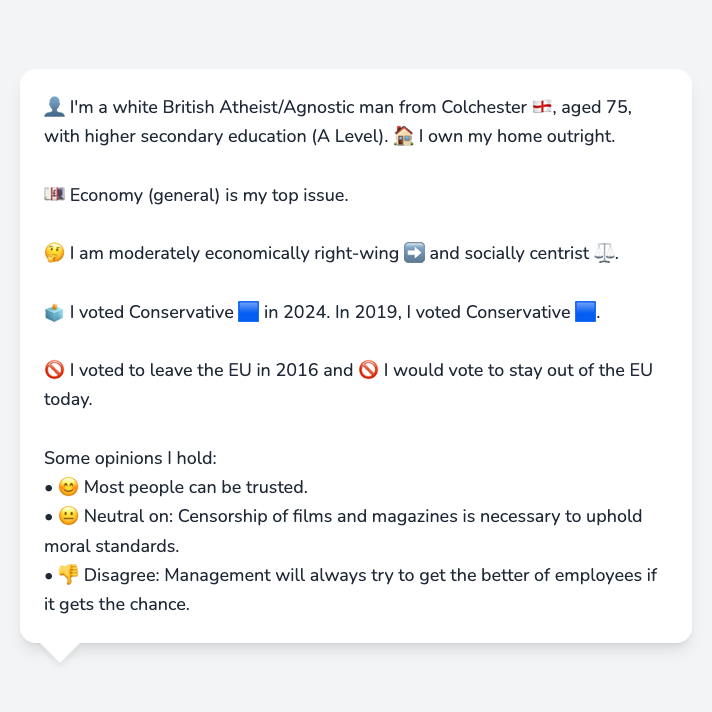 👤 I'm a white British Atheist/Agnostic man from Colchester 🏴󠁧󠁢󠁥󠁮󠁧󠁿, aged 75,
with higher secondary education (A Level). 🏠 I own my home outright.
💷 Economy (general) is my top issue.
🤔 I am moderately economically right-wing ➡️ and socially centrist ⚖️.
🗳️ I voted Conservative 🟦 in 2024. In 2019, I voted Conservative 🟦.
🚫 I voted to leave the EU in 2016 and 🚫 I would vote to stay out of the EU
today.
Some opinions I hold:
• 😊 Most people can be trusted.
• 😐 Neutral on: Censorship of films and magazines is necessary to uphold
moral standards.
• 👎 Disagree: Management will always try to get the better of employees if
it gets the chance.